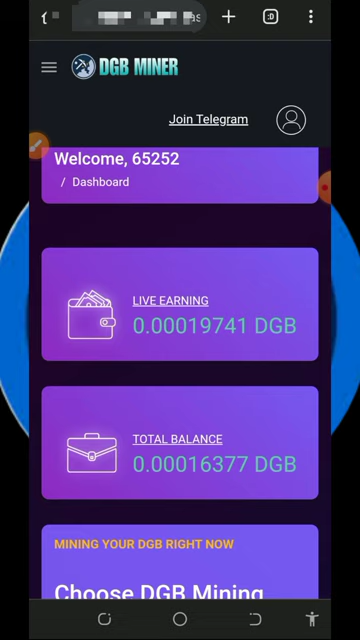 :D
DGB MINER
Join Telegram
Welcome, 65252
/ Dashboard
LIVE EARNING
0.00019741 DGB
TOTAL BALANCE
0.00016377 DGB
MINING YOUR DGB RIGHT NOW
Choose DGB Mining